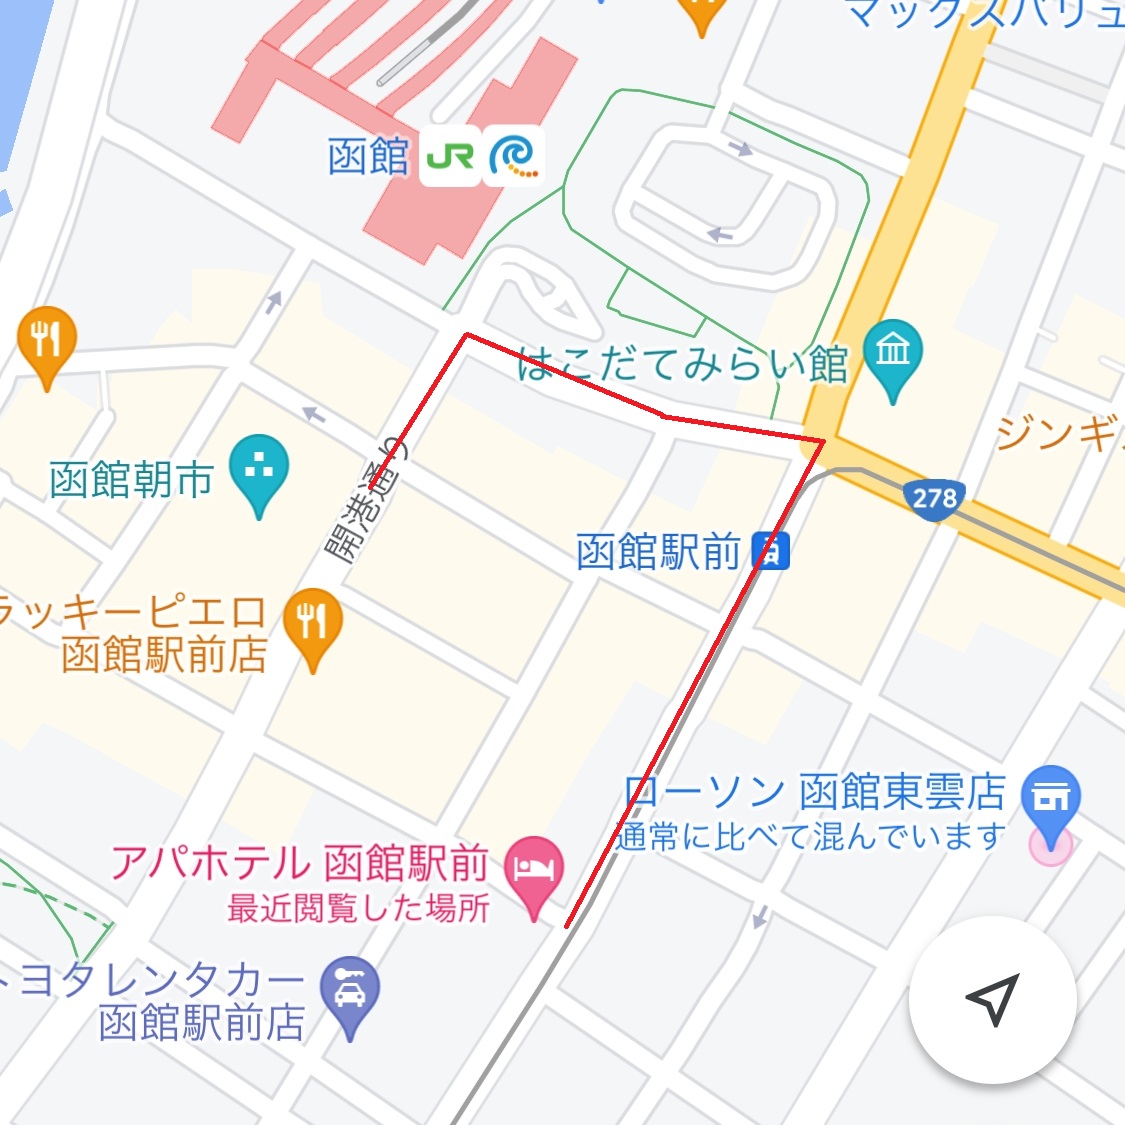 函館 JR
はこだてみらい館
函館朝市
開港通り
函館駅前
278
ラッキーピエロ
函館駅前店
ローソン 函館東雲店
通常に比べて混んでいます
アパホテル 函館駅前
最近閲覧した場所
トヨタレンタカー
函館駅前店